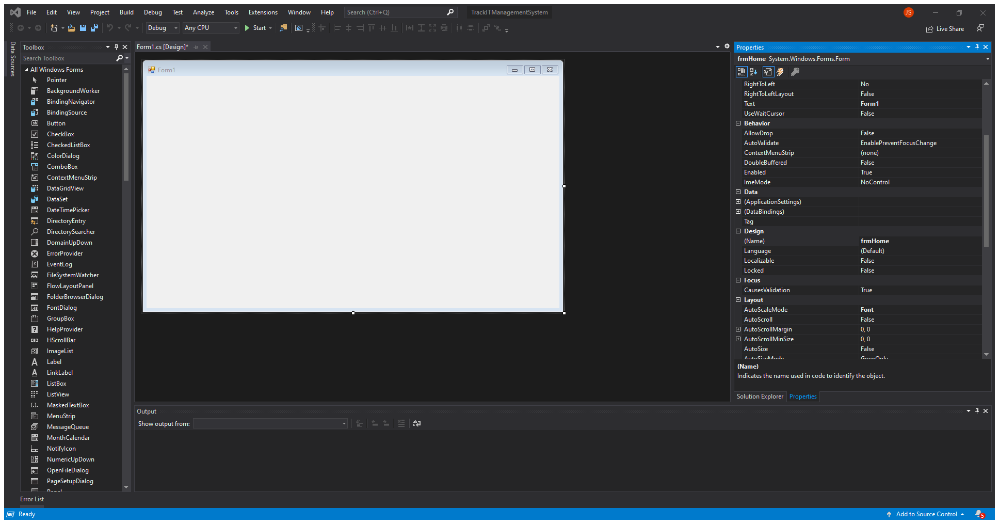 File Edit View Project Build Debug Test Analyze Tools Extensions Window Help Search (Ctrl+Q) TrackITManagementSystem JS
Debug Any CPU Start Live Share
Data Sources
Toolbox
Search Toolbox
All Windows Forms
Pointer
BackgroundWorker
BindingNavigator
BindingSource
Button
CheckBox
CheckedListBox
ColorDialog
ComboBox
ContextMenuStrip
DataGridView
DataSet
DateTimePicker
DirectoryEntry
DirectorySearcher
DomainUpDown
ErrorProvider
EventLog
FileSystemWatcher
FlowLayoutPanel
FolderBrowserDialog
FontDialog
GroupBox
HelpProvider
HScrollBar
ImageList
Label
LinkLabel
ListBox
ListView
MaskedTextBox
MenuStrip
MessageQueue
MonthCalendar
NotifyIcon
NumericUpDown
OpenFileDialog
PageSetupDialog
Panel
Form1.cs [Design]*
Form1
Properties
frmHome System.Windows.Forms.Form
RightToLeft No
RightToLeftLayout False
Text Form1
UseWaitCursor False
Behavior
AllowDrop False
AutoValidate EnablePreventFocusChange
ContextMenuStrip (none)
DoubleBuffered False
Enabled True
ImeMode NoControl
Data
(ApplicationSettings)
(DataBindings)
Tag
Design
(Name) frmHome
Language (Default)
Localizable False
Locked False
Focus
CausesValidation True
Layout
AutoScaleMode Font
AutoScroll False
AutoScrollMargin 0, 0
AutoScrollMinSize 0, 0
AutoSize False
AutoSizeMode GrowOnly
(Name)
Indicates the name used in code to identify the object.
Solution Explorer Properties
Output
Show output from:
Error List
Ready Add to Source Control 5